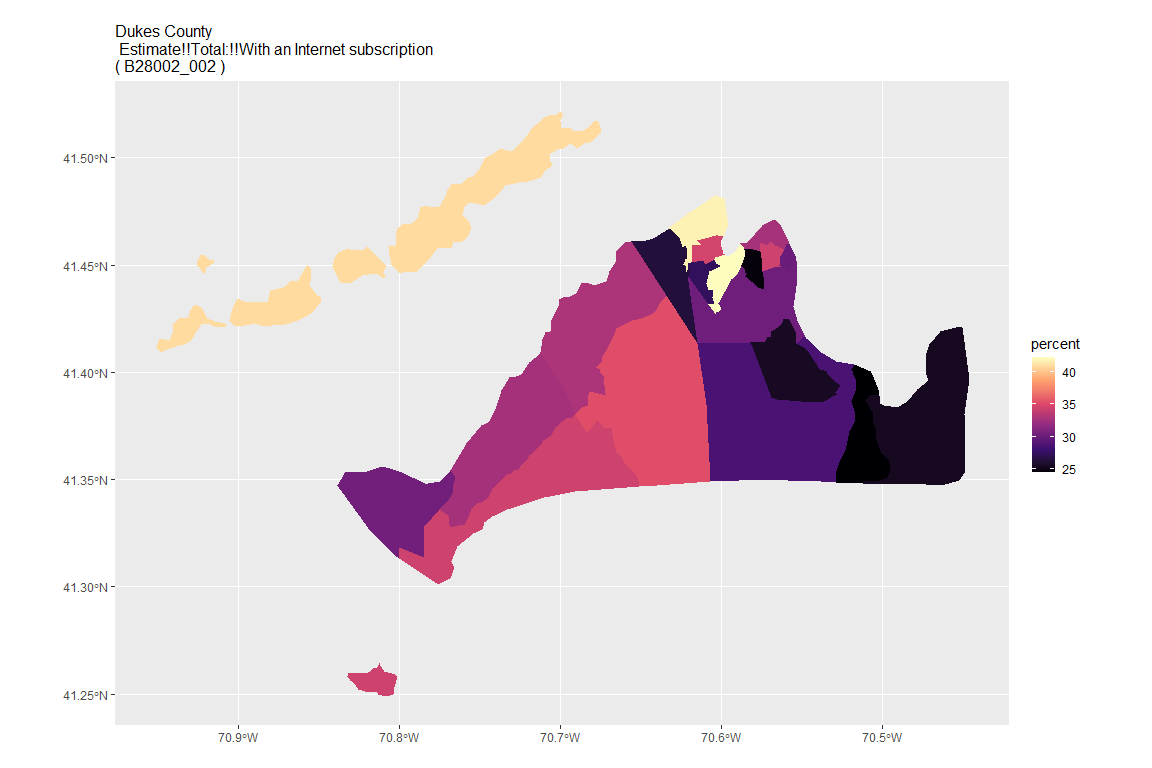 Dukes County
Estimate!!Total:!!With an Internet subscription
( B28002_002 )
41.50°N
41.45°N
41.40°N
41.35°N
41.30°N
41.25°N
70.9°W 70.8°W 70.7°W 70.6°W 70.5°W
percent
40
35
30
25